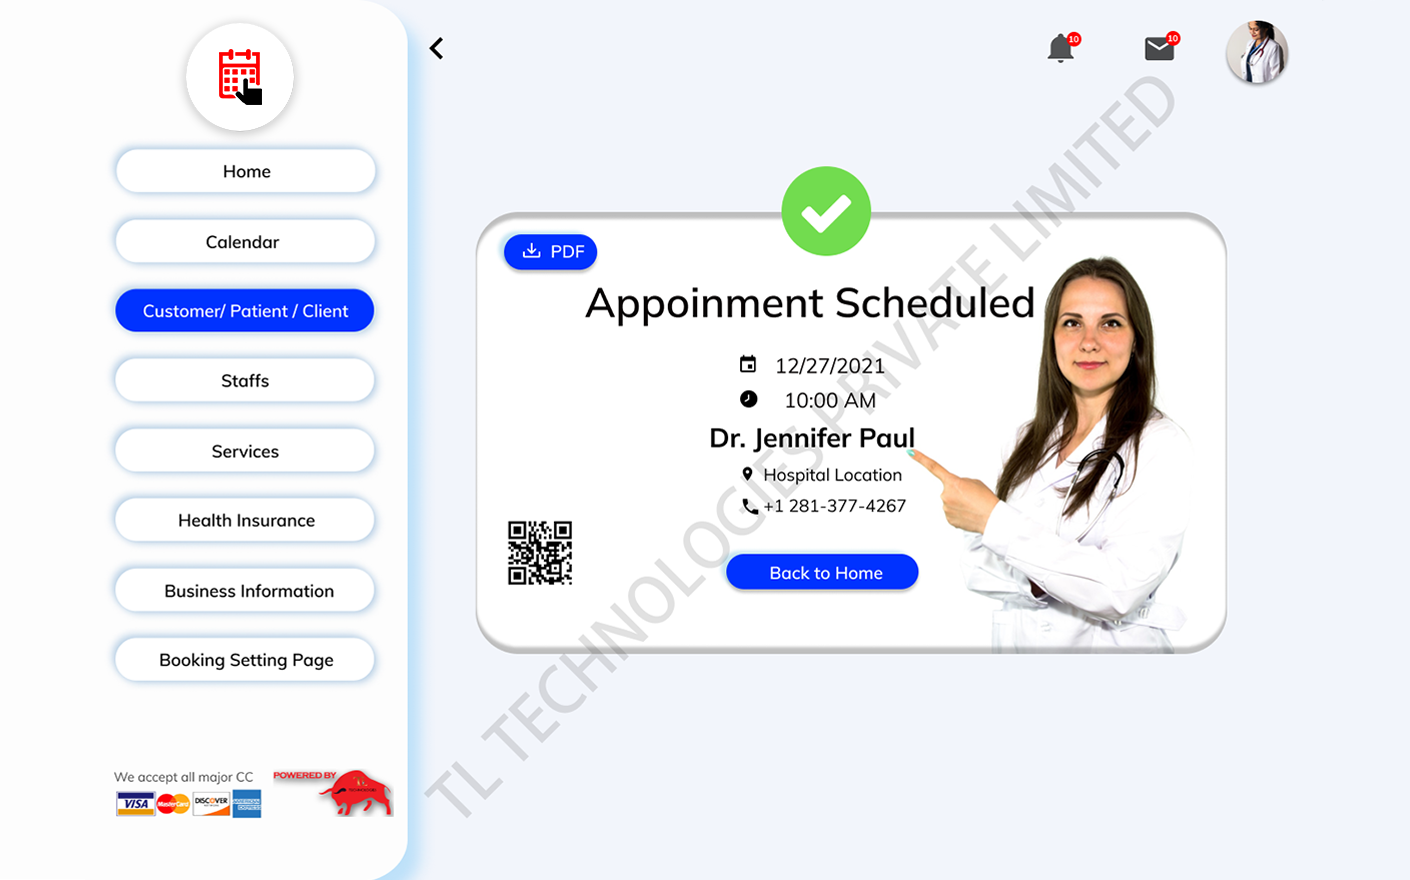 10
10
Home
Calendar
Customer/ Patient / Client
Staffs
Services
Health Insurance
Business Information
Booking Setting Page
We accept all major CC
POWERED BY
VISA
MasterCard
DISCOVER
PDF
Appoinment Scheduled
12/27/2021
10:00 AM
Dr. Jennifer Paul
Hospital Location
+1 281-377-4267
Back to Home
TL TECHNOLOGIES PRIVATE LIMITED